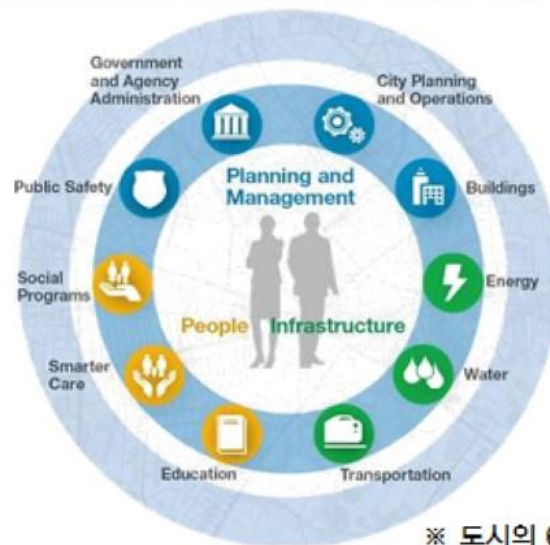 Government
and Agency
Administration
City Planning
and Operations
Public Safety
Planning and
Management
Buildings
Social
Programs
Energy
People
Infrastructure
Smarter
Care
Water
Education
Transportation
※ 도시의